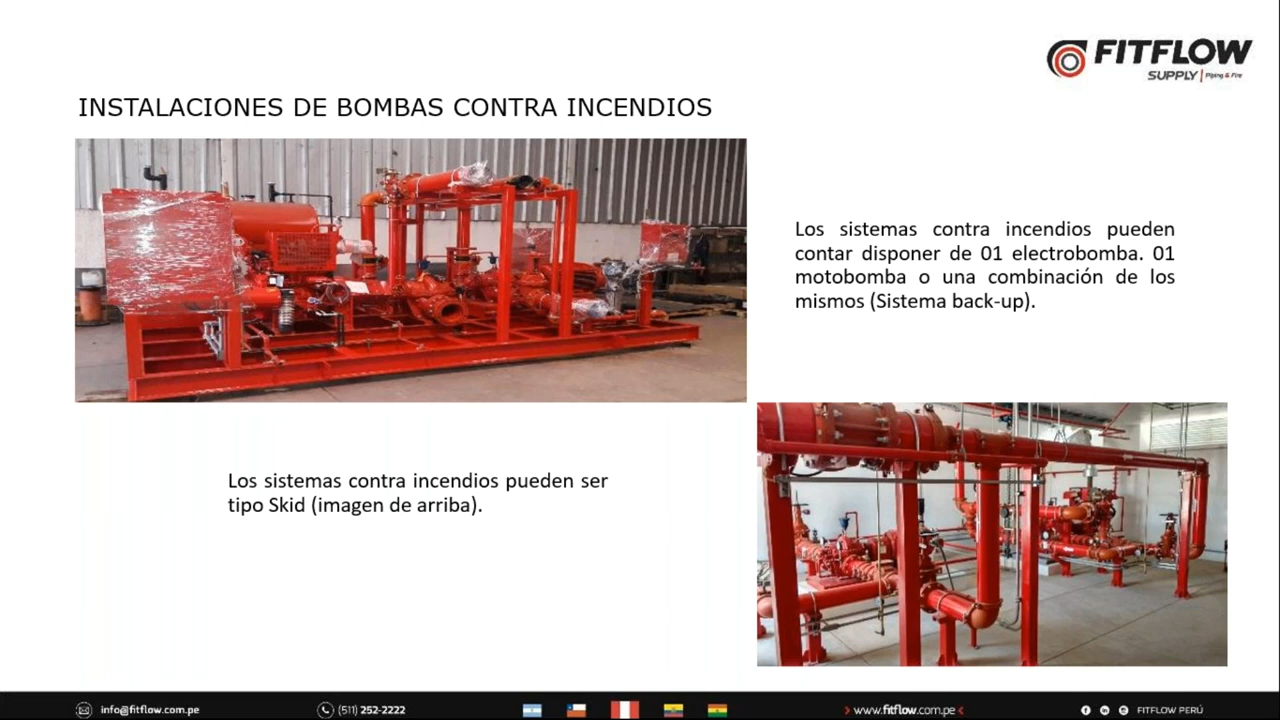 FITFLOW
SUPPLY | Piping & Fire
INSTALACIONES DE BOMBAS CONTRA INCENDIOS
Los sistemas contra incendios pueden
contar disponer de 01 electrobomba. 01
motobomba o una combinación de los
mismos (Sistema back-up).
Los sistemas contra incendios pueden ser
tipo Skid (imagen de arriba).
info@fitflow.com.pe
(511) 252-2222
www.fitflow.com.pe
FITFLOW PERÚ